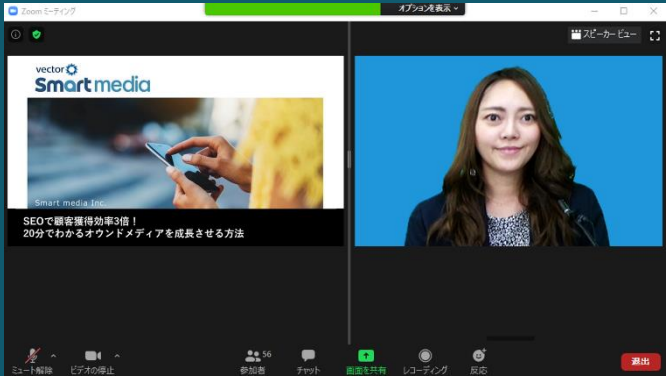 Zoom ミーティング
オプションを表示
スピーカー ビュー
vector
Smart media
Smart media Inc.
SEOで顧客獲得効率3倍！
20分でわかるオウンドメディアを成長させる方法
ミュート解除
ビデオの停止
56
参加者
チャット
画面を共有
レコーディング
反応
退出